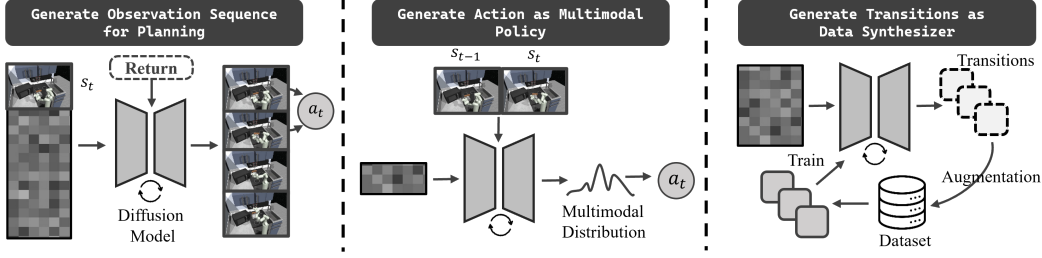 Generate Observation Sequence
for Planning
s_t
Return
a_t
Diffusion
Model
Generate Action as Multimodal
Policy
s_{t-1}
s_t
Multimodal
Distribution
a_t
Generate Transitions as
Data Synthesizer
Transitions
Train
Augmentation
Dataset